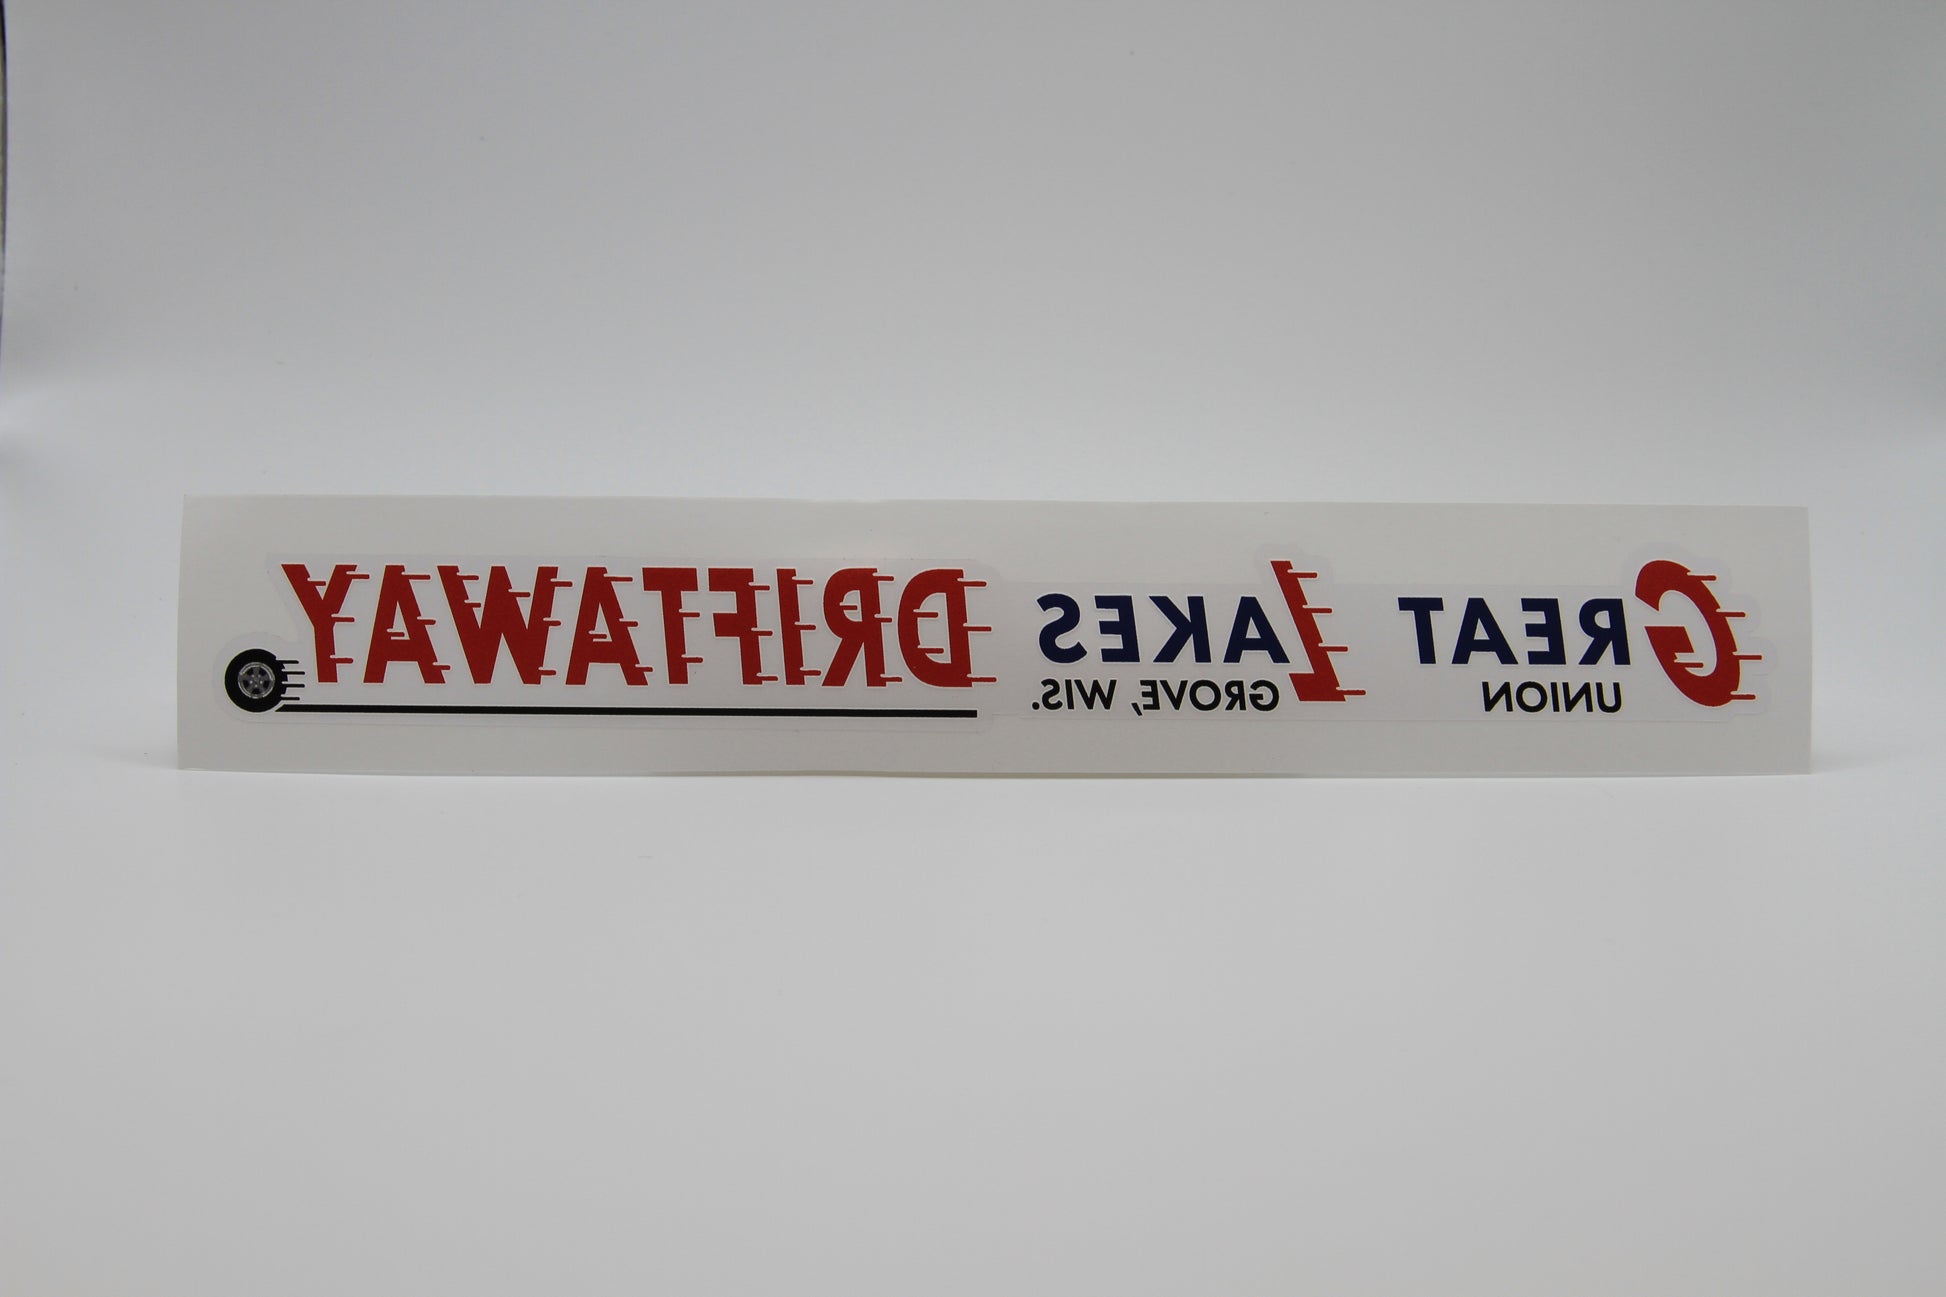 GREAT LAKES DRIFTAWAY
UNION GROVE, WIS.